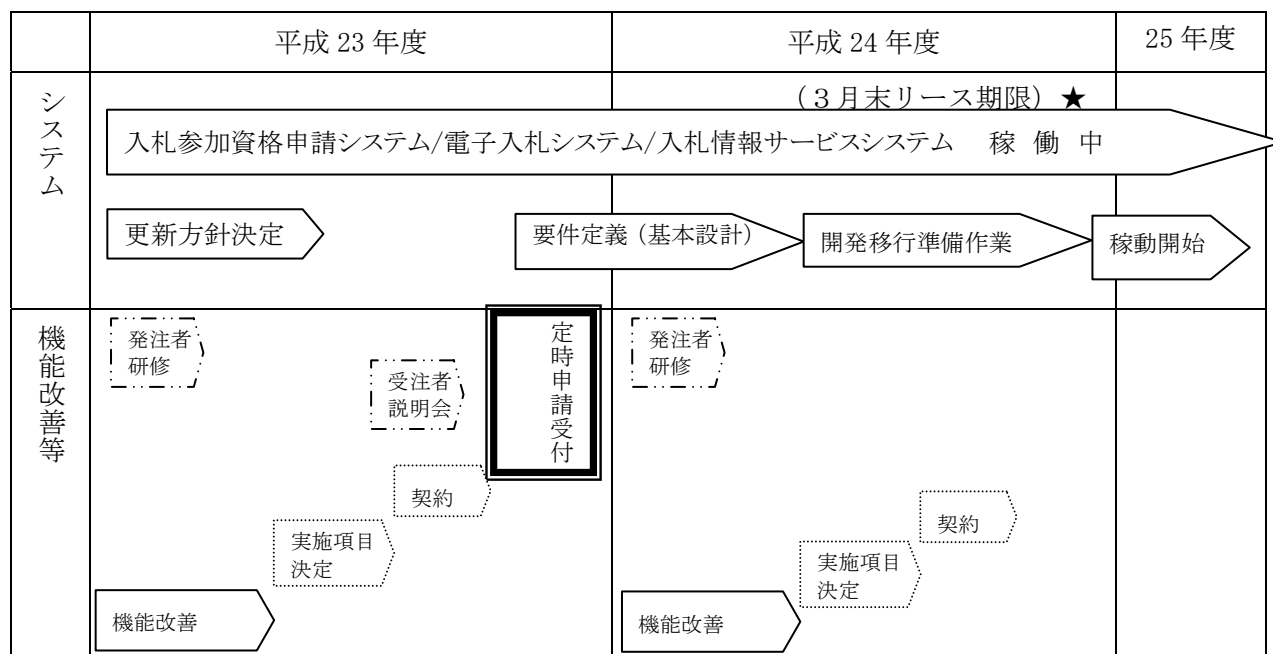 平成 23 年度
平成 24 年度
25 年度
システム
（３月末リース期限）★
入札参加資格申請システム/電子入札システム/入札情報サービスシステム　稼 働 中
更新方針決定
要件定義（基本設計）
開発移行準備作業
稼動開始
機能改善等
発注者
研修
受注者
説明会
定時申請受付
発注者
研修
契約
契約
実施項目
決定
実施項目
決定
機能改善
機能改善